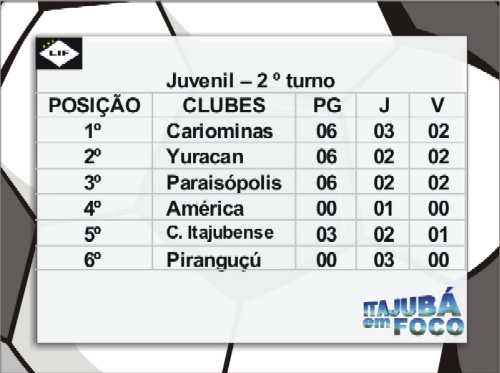 LIF
Juvenil – 2 º turno
POSIÇÃO CLUBES PG J V
1º Cariominas 06 03 02
2º Yuracan 06 02 02
3º Paraisópolis 06 02 02
4º América 00 01 00
5º C. Itajubense 03 02 01
6º Piranguçú 00 03 00
ITAJUBÁ
em FOCO